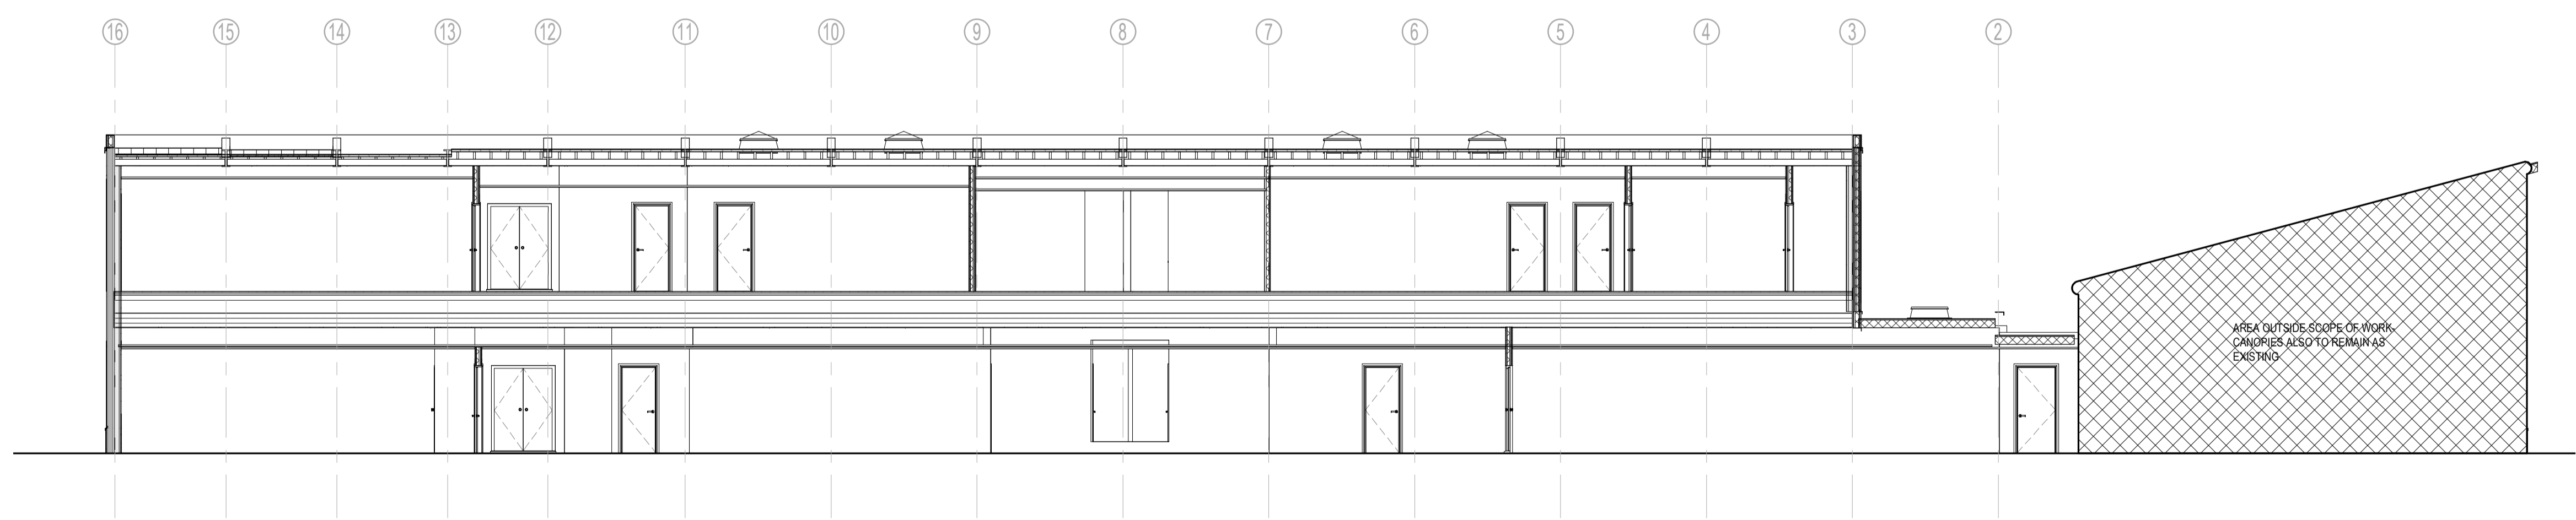 16 15 14 13 12 11 10 9 8 7 6 5 4 3 2
AREA OUTSIDE SCOPE OF WORK-
CANOPIES ALSO TO REMAIN AS
EXISTING